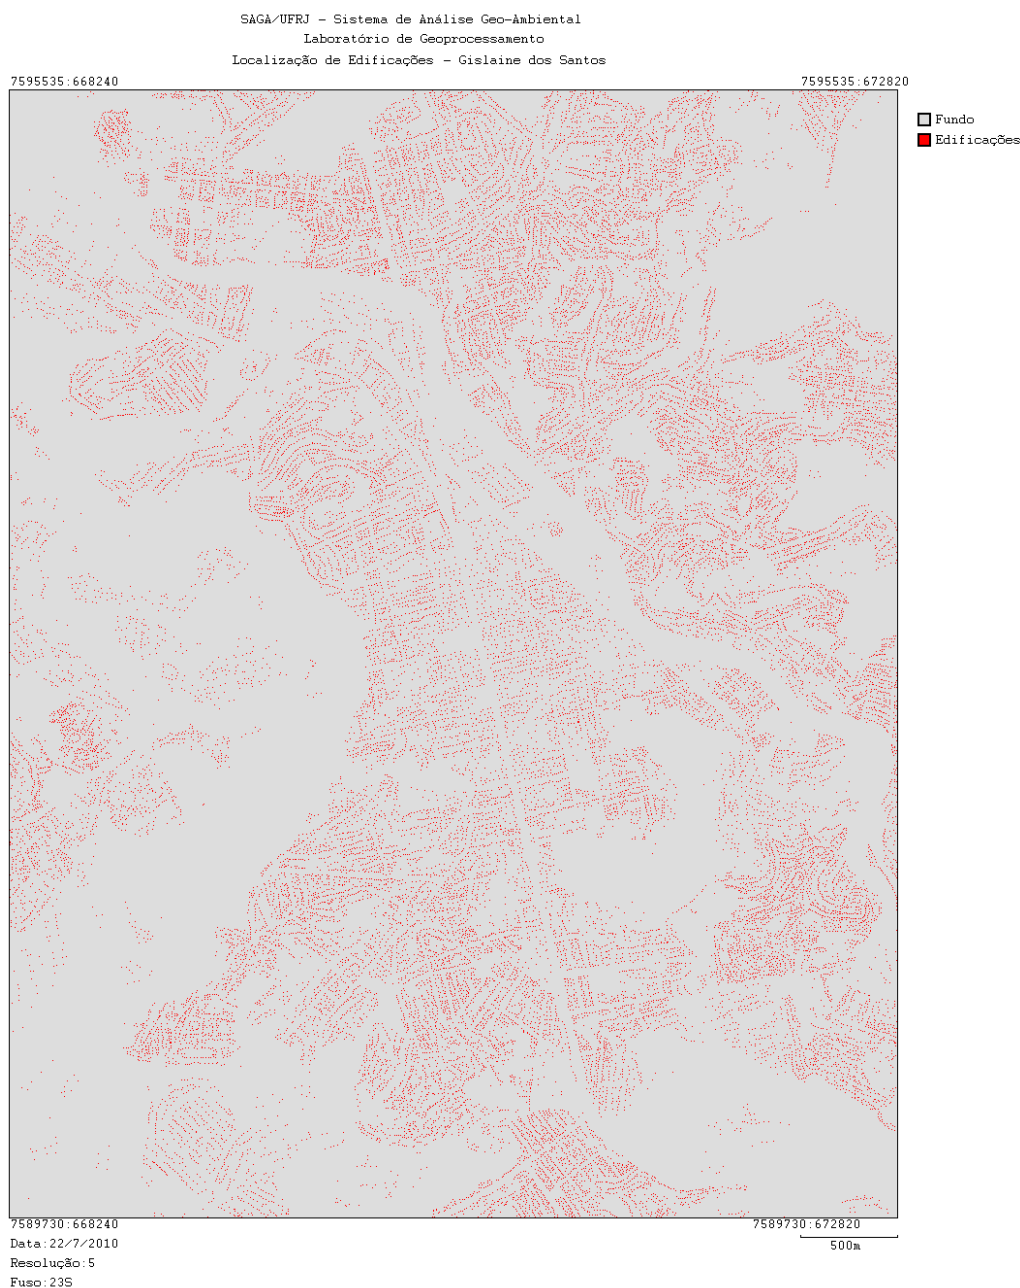 SAGA/UFRJ - Sistema de Análise Geo-Ambiental
Laboratório de Geoprocessamento
Localização de Edificações - Gislaine dos Santos
7595535:668240
7595535:672820
Fundo
Edificações
7589730:668240
7589730:672820
Data:22/7/2010
500m
Resolução:5
Fuso:23S